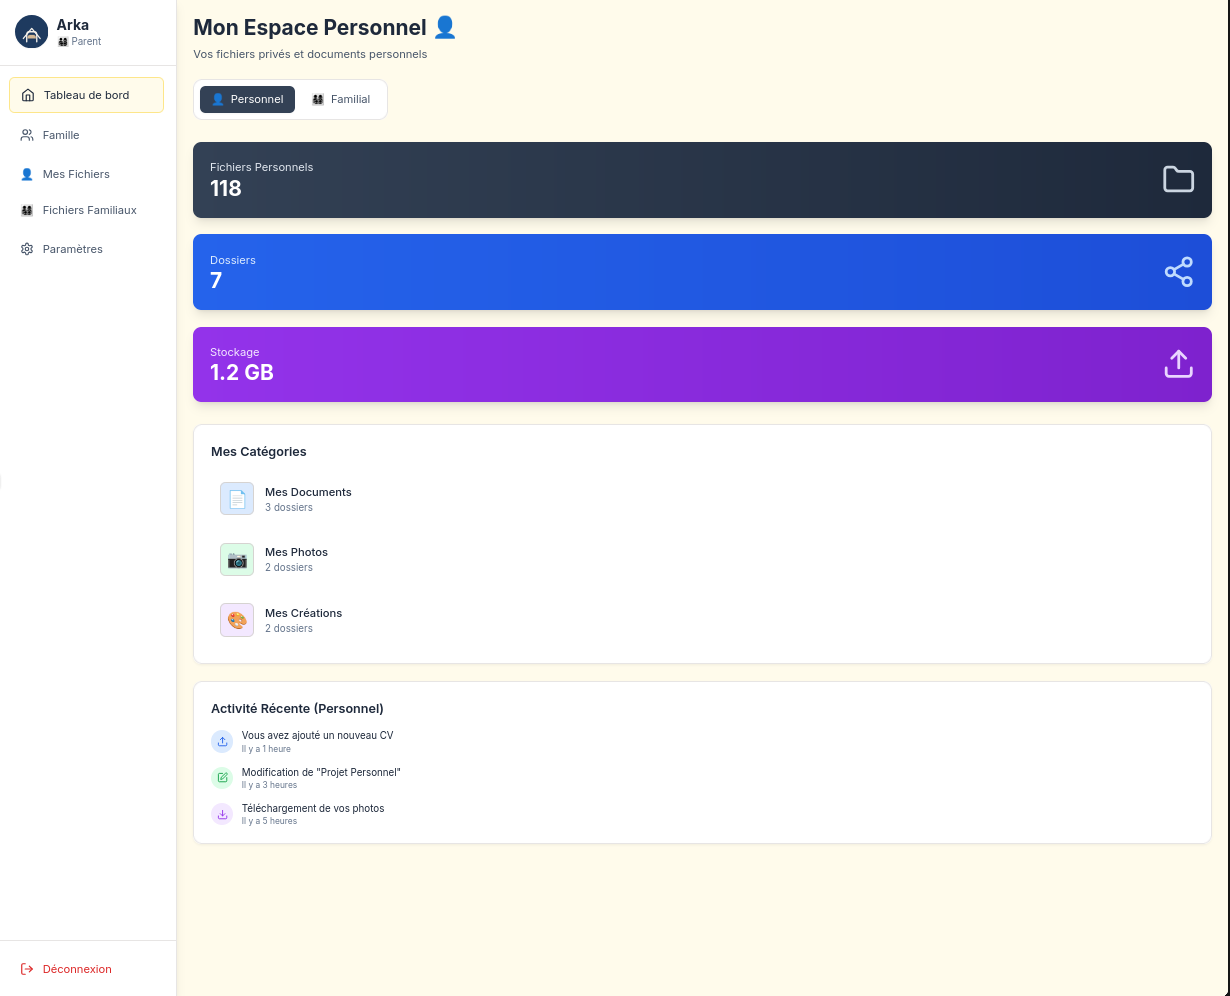 Arka
Parent
Tableau de bord
Famille
Mes Fichiers
Fichiers Familiaux
Paramètres
Déconnexion
Mon Espace Personnel
Vos fichiers privés et documents personnels
Personnel
Familial
Fichiers Personnels
118
Dossiers
7
Stockage
1.2 GB
Mes Catégories
Mes Documents
3 dossiers
Mes Photos
2 dossiers
Mes Créations
2 dossiers
Activité Récente (Personnel)
Vous avez ajouté un nouveau CV
Il y a 1 heure
Modification de "Projet Personnel"
Il y a 3 heures
Téléchargement de vos photos
Il y a 5 heures